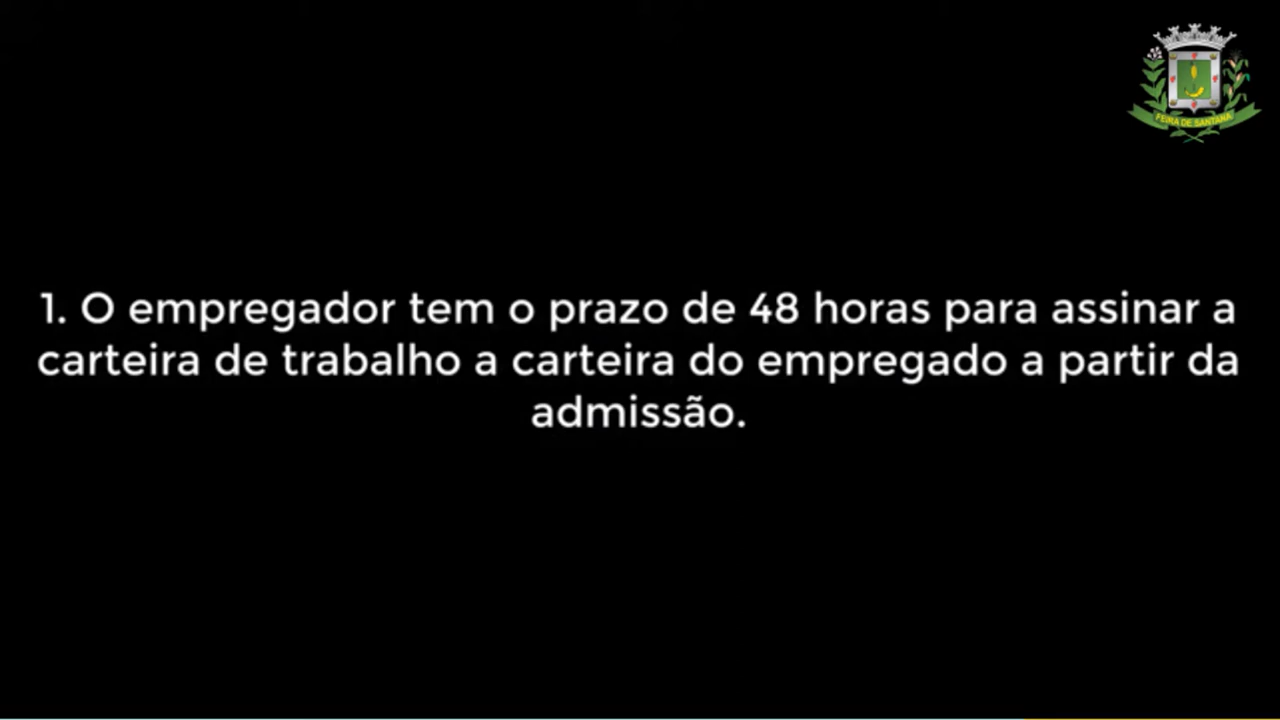 FEIRA DE SANTANA
1. O empregador tem o prazo de 48 horas para assinar a
carteira de trabalho a carteira do empregado a partir da
admissão.